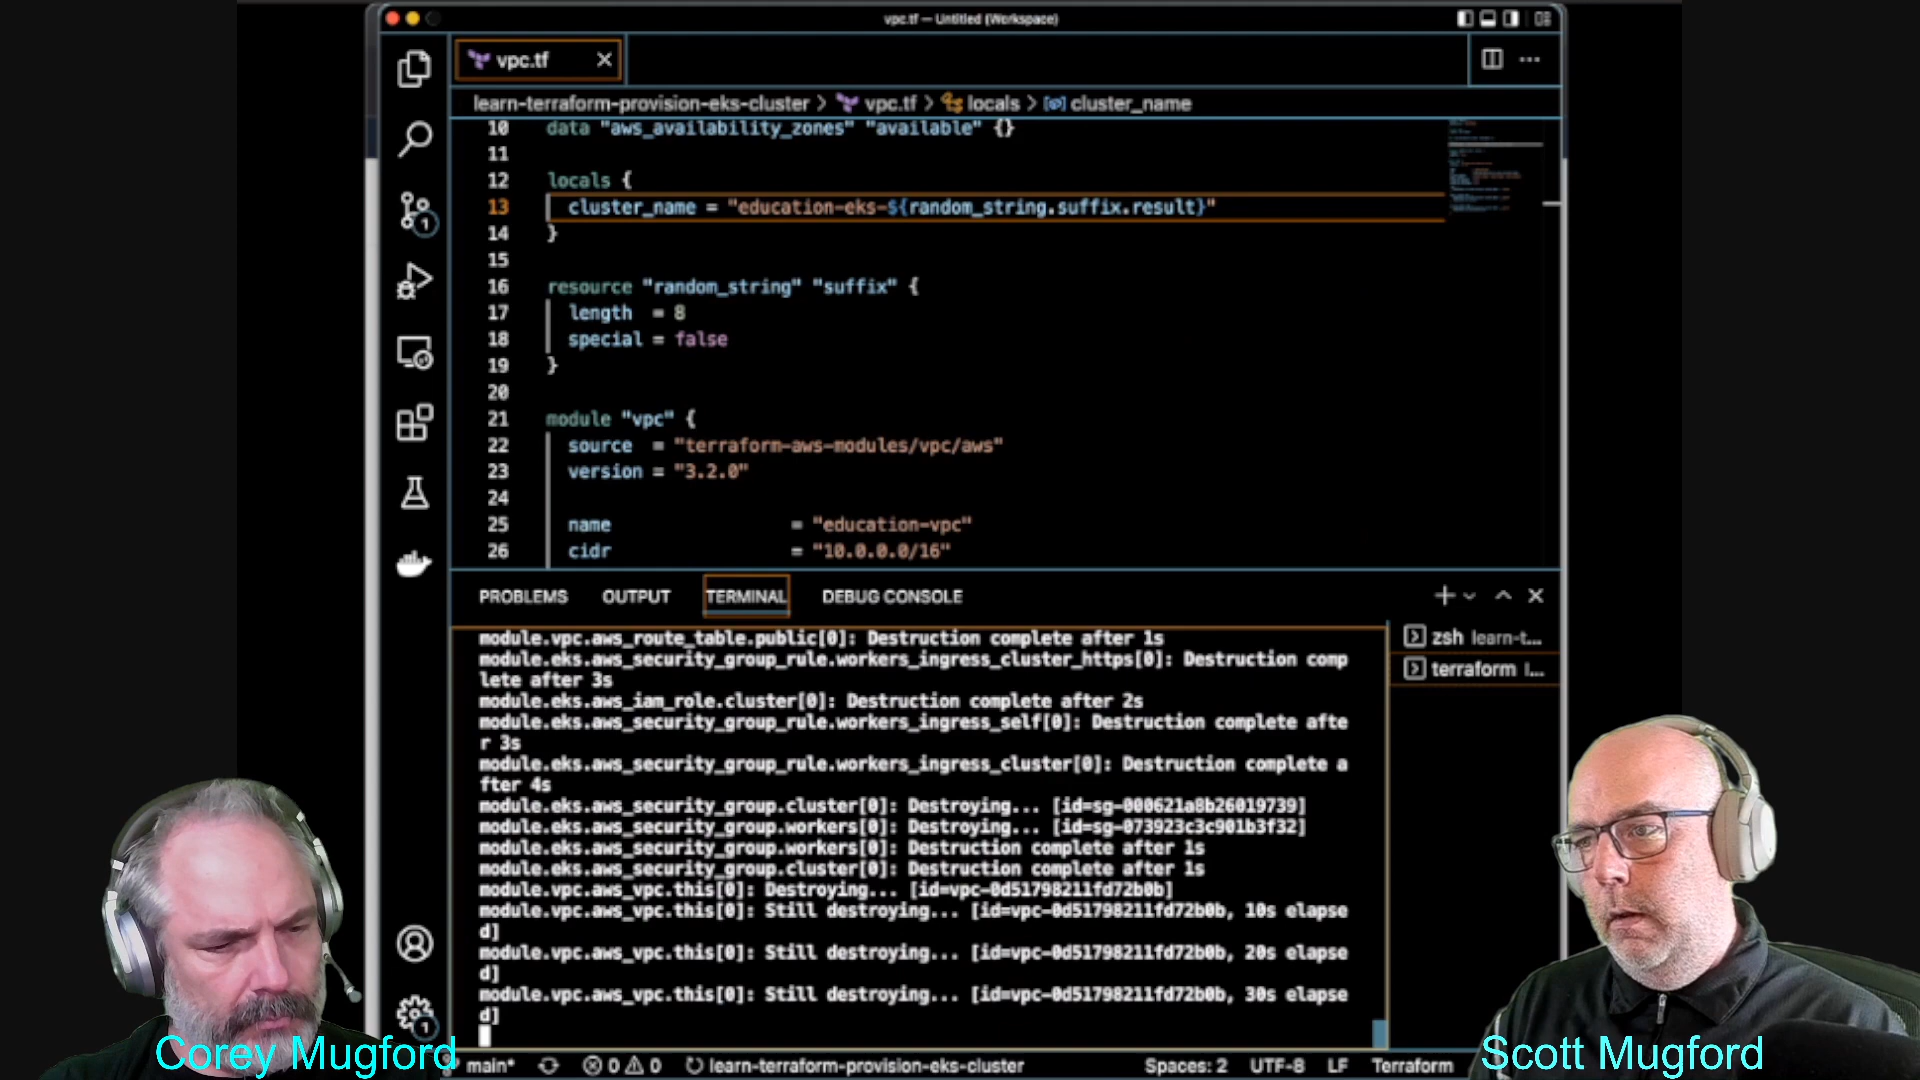 vpc.tf — Untitled (Workspace)
vpc.tf
learn-terraform-provision-eks-cluster > vpc.tf > locals > cluster_name
10 data "aws_availability_zones" "available" {}
11
12 locals {
13 cluster_name = "education-eks-${random_string.suffix.result}"
14 }
15
16 resource "random_string" "suffix" {
17 length = 8
18 special = false
19 }
20
21 module "vpc" {
22 source = "terraform-aws-modules/vpc/aws"
23 version = "3.2.0"
24
25 name = "education-vpc"
26 cidr = "10.0.0.0/16"
1
PROBLEMS OUTPUT TERMINAL DEBUG CONSOLE
zsh learn-t...
terraform l...
module.vpc.aws_route_table.public[0]: Destruction complete after 1s
module.eks.aws_security_group_rule.workers_ingress_cluster_https[0]: Destruction comp
lete after 3s
module.eks.aws_iam_role.cluster[0]: Destruction complete after 2s
module.eks.aws_security_group_rule.workers_ingress_self[0]: Destruction complete afte
r 3s
module.eks.aws_security_group_rule.workers_ingress_cluster[0]: Destruction complete a
fter 4s
module.eks.aws_security_group.cluster[0]: Destroying... [id=sg-000621a8b26019739]
module.eks.aws_security_group.workers[0]: Destroying... [id=sg-073923c3c901b3f32]
module.eks.aws_security_group.workers[0]: Destruction complete after 1s
module.eks.aws_security_group.cluster[0]: Destruction complete after 1s
module.vpc.aws_vpc.this[0]: Destroying... [id=vpc-0d51798211fd72b0b]
module.vpc.aws_vpc.this[0]: Still destroying... [id=vpc-0d51798211fd72b0b, 10s elapse
d]
module.vpc.aws_vpc.this[0]: Still destroying... [id=vpc-0d51798211fd72b0b, 20s elapse
d]
module.vpc.aws_vpc.this[0]: Still destroying... [id=vpc-0d51798211fd72b0b, 30s elapse
d]
1
main* 0 0 learn-terraform-provision-eks-cluster Spaces: 2 UTF-8 LF Terraform
Corey Mugford
Scott Mugford